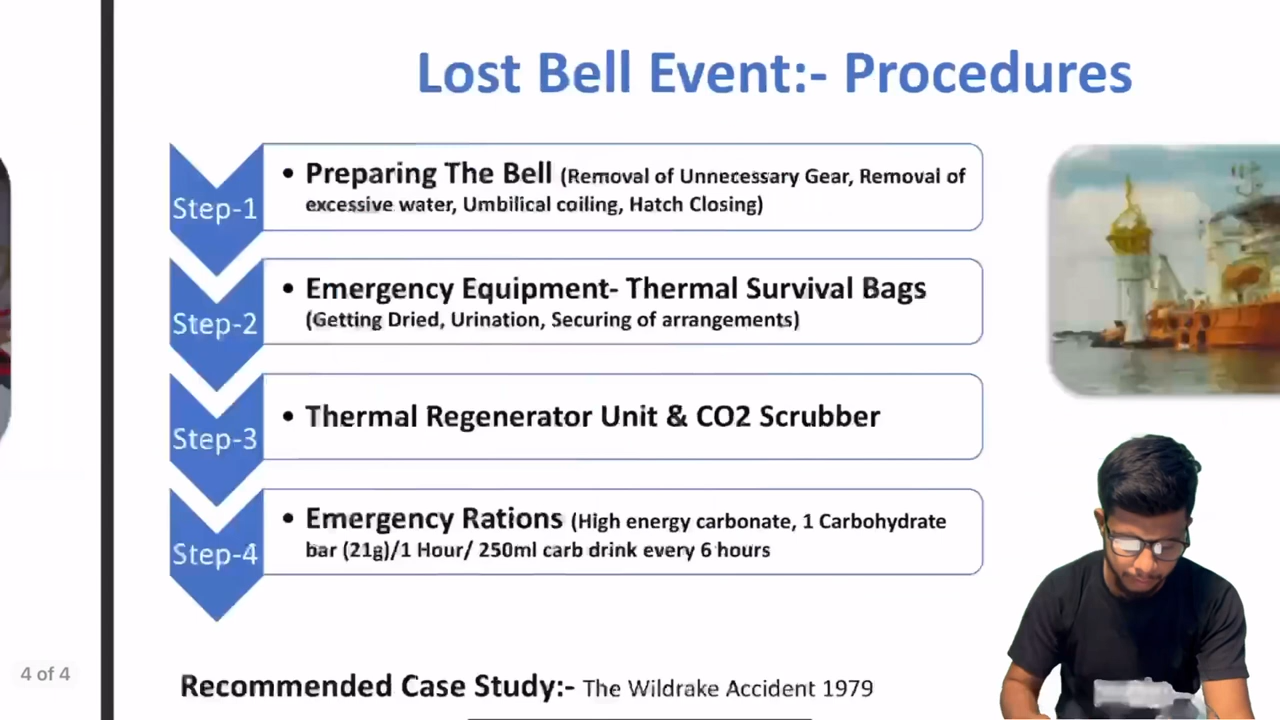 Lost Bell Event:- Procedures
Step-1
• Preparing The Bell (Removal of Unnecessary Gear, Removal of
excessive water, Umbilical coiling, Hatch Closing)
Step-2
• Emergency Equipment- Thermal Survival Bags
(Getting Dried, Urination, Securing of arrangements)
Step-3
• Thermal Regenerator Unit & CO2 Scrubber
Step-4
• Emergency Rations (High energy carbonate, 1 Carbohydrate
bar (21g)/1 Hour/ 250ml carb drink every 6 hours
4 of 4
Recommended Case Study:- The Wildrake Accident 1979